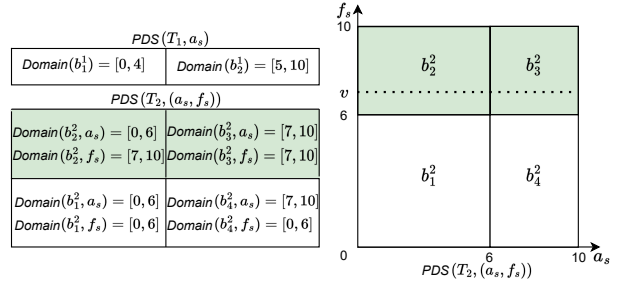 PDS(T₁, aₛ)
Domain(b₁¹) = [0, 4] Domain(b₂¹) = [5, 10]
PDS(T₂, (aₛ, fₛ))
Domain(b₂², aₛ) = [0, 6] Domain(b₃², aₛ) = [7, 10]
Domain(b₂², fₛ) = [7, 10] Domain(b₃², fₛ) = [7, 10]
Domain(b₁², aₛ) = [0, 6] Domain(b₄², aₛ) = [7, 10]
Domain(b₁², fₛ) = [0, 6] Domain(b₄², fₛ) = [0, 6]
fₛ
10
b₂² b₃²
v
6
b₁² b₄²
0 6 10 aₛ
PDS(T₂, (aₛ, fₛ))